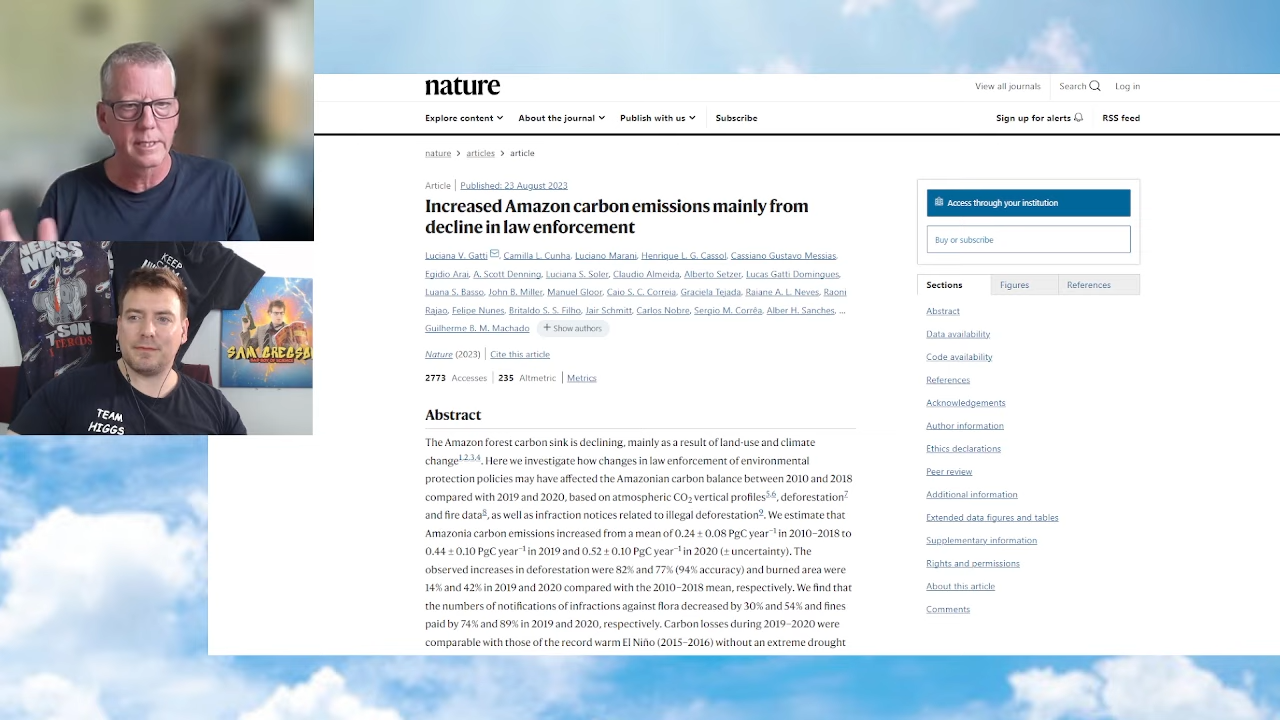 nature
View all journals
Search
Log in
Explore content
About the journal
Publish with us
Subscribe
Sign up for alerts
RSS feed
nature > articles > article
Article | Published: 23 August 2023
Increased Amazon carbon emissions mainly from
decline in law enforcement
Luciana V. Gatti, Camilla L. Cunha, Luciano Marani, Henrique L. G. Cassol, Cassiano Gustavo Messias,
Egidio Arai, A. Scott Denning, Luciana S. Soler, Claudio Almeida, Alberto Setzer, Lucas Gatti Domingues,
Luana S. Basso, John B. Miller, Manuel Gloor, Caio S. C. Correia, Graciela Tejada, Raiane A. L. Neves, Raoni
Rajao, Felipe Nunes, Britaldo S. S. Filho, Jair Schmitt, Carlos Nobre, Sergio M. Corrêa, Alber H. Sanches, ...
Guilherme B. M. Machado + Show authors
Nature (2023) | Cite this article
2773 Accesses | 235 Altmetric | Metrics
Abstract
The Amazon forest carbon sink is declining, mainly as a result of land-use and climate
change1,2,3,4. Here we investigate how changes in law enforcement of environmental
protection policies may have affected the Amazonian carbon balance between 2010 and 2018
compared with 2019 and 2020, based on atmospheric CO2 vertical profiles5,6, deforestation7
and fire data8, as well as infraction notices related to illegal deforestation9. We estimate that
Amazonia carbon emissions increased from a mean of 0.24 ± 0.08 PgC year−1 in 2010–2018 to
0.44 ± 0.10 PgC year−1 in 2019 and 0.52 ± 0.10 PgC year−1 in 2020 (± uncertainty). The
observed increases in deforestation were 82% and 77% (94% accuracy) and burned area were
14% and 42% in 2019 and 2020 compared with the 2010–2018 mean, respectively. We find that
the numbers of notifications of infractions against flora decreased by 30% and 54% and fines
paid by 74% and 89% in 2019 and 2020, respectively. Carbon losses during 2019–2020 were
comparable with those of the record warm El Niño (2015–2016) without an extreme drought
Access through your institution
Buy or subscribe
Sections
Figures
References
Abstract
Data availability
Code availability
References
Acknowledgements
Author information
Ethics declarations
Peer review
Additional information
Extended data figures and tables
Supplementary information
Rights and permissions
About this article
Comments
KEEP
MASS
TEAM
HIGGS